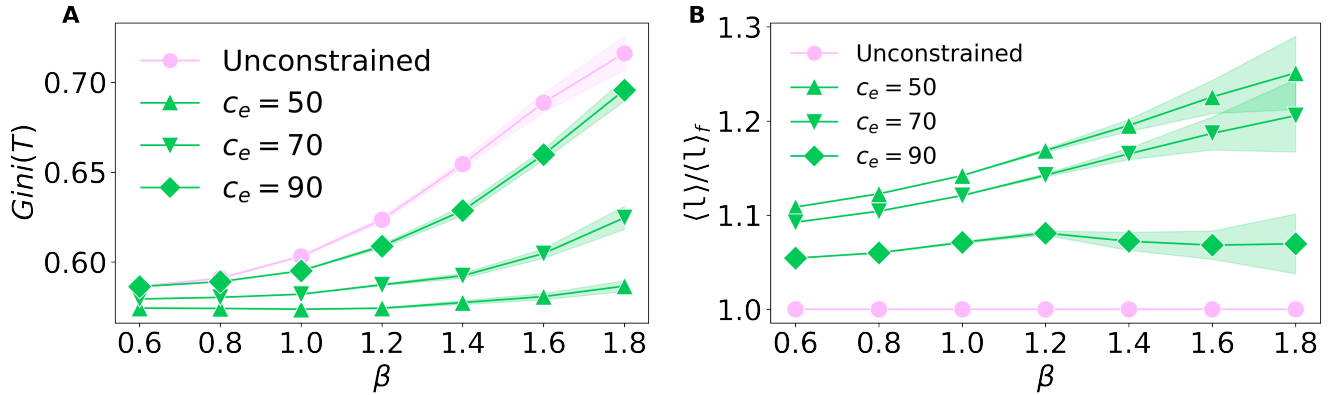 A
Gini(T)
0.70
0.65
0.60
Unconstrained
c_e = 50
c_e = 70
c_e = 90
0.6 0.8 1.0 1.2 1.4 1.6 1.8
β
B
⟨l⟩/⟨l⟩_f
1.3
1.2
1.1
1.0
Unconstrained
c_e = 50
c_e = 70
c_e = 90
0.6 0.8 1.0 1.2 1.4 1.6 1.8
β